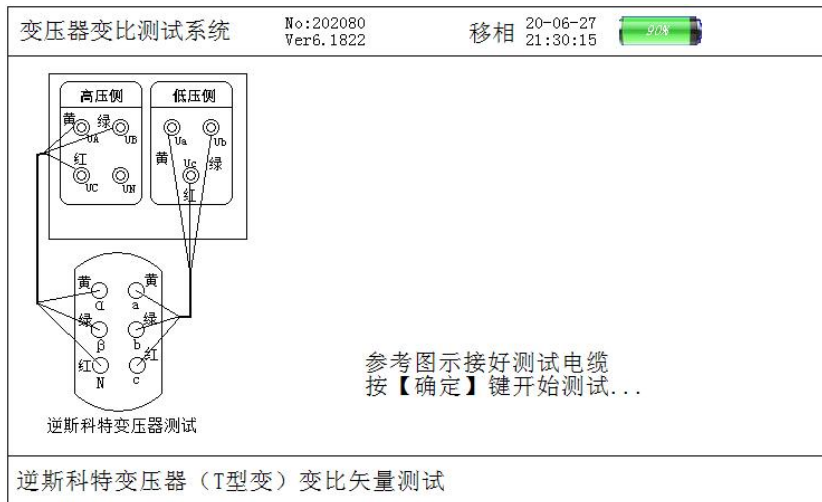 变压器变比测试系统
No:202080
Ver6.1822
移相
20-06-27
21:30:15
90%
高压侧
低压侧
黄
绿
UA
UB
红
UC
UN
Ua
Ub
黄
Uc
绿
红
黄
α
黄
a
绿
β
绿
b
红
N
红
c
逆斯科特变压器测试
参考图示接好测试电缆
按【确定】键开始测试...
逆斯科特变压器（T型变）变比矢量测试